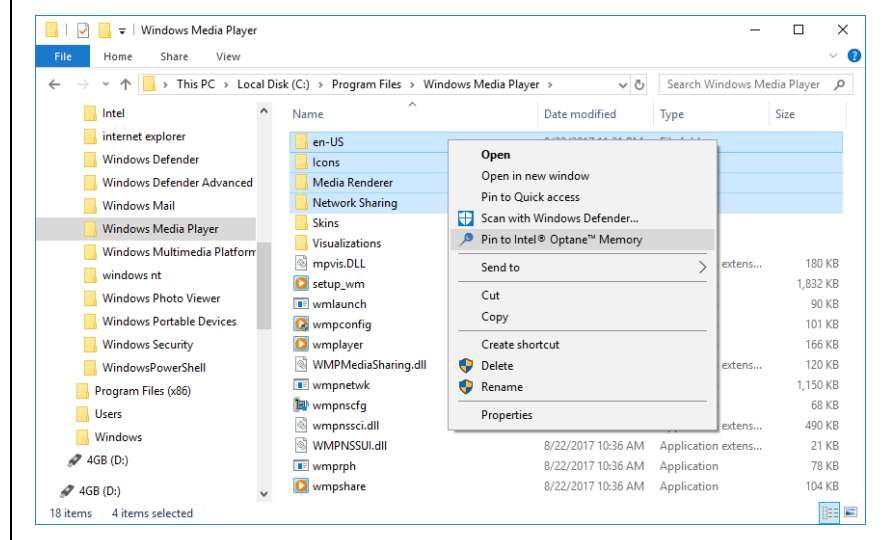 Windows Media Player
File Home Share View
This PC > Local Disk (C:) > Program Files > Windows Media Player >
Search Windows Media Player
Intel
internet explorer
Windows Defender
Windows Defender Advanced
Windows Mail
Windows Media Player
Windows Multimedia Platform
windows nt
Windows Photo Viewer
Windows Portable Devices
Windows Security
WindowsPowerShell
Program Files (x86)
Users
Windows
4GB (D:)
4GB (D:)
Name Date modified Type Size
en-US
Icons
Media Renderer
Network Sharing
Skins
Visualizations
mpvis.DLL extens... 180 KB
setup_wm 1,832 KB
wmlaunch 90 KB
wmpconfig 101 KB
wmplayer 166 KB
WMPMediaSharing.dll extens... 120 KB
wmpnetwk 1,150 KB
wmpnscfg 68 KB
wmpnssci.dll 490 KB
WMPNSSUI.dll 8/22/2017 10:36 AM Application extens... 21 KB
wmprph 8/22/2017 10:36 AM Application 78 KB
wmpshare 8/22/2017 10:36 AM Application 104 KB
Open
Open in new window
Pin to Quick access
Scan with Windows Defender...
Pin to Intel® Optane™ Memory
Send to
Cut
Copy
Create shortcut
Delete
Rename
Properties
18 items 4 items selected